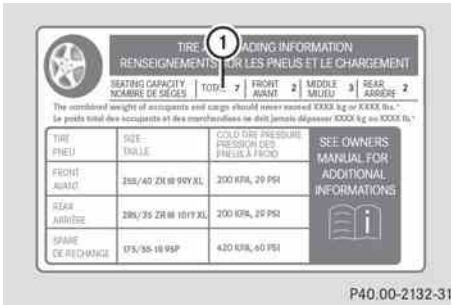 1
TIRE AND LOADING INFORMATION
RENSEIGNEMENTS SUR LES PNEUS ET LE CHARGEMENT
SEATING CAPACITY TOTAL 7 FRONT 2 MIDDLE 3 REAR 2
NOMBRE DE SIÈGES AVANT MILIEU ARRIÈRE
The combined weight of occupants and cargo should never exceed XXXX kg or XXXX lbs."
Le poids total des occupants et des marchandises ne doit jamais dépasser XXXX kg ou XXXX lb."
TIRE SIZE COLD TIRE PRESSURE SEE OWNERS
PNEU TAILLE PRESSION DES MANUAL FOR
PNEUS À FROID ADDITIONAL
INFORMATIONS
FRONT
AVANT 255/40 ZR 99Y XL 200 KPA, 29 PSI
REAR
ARRIÈRE 285/35 ZR 101Y XL 200 KPA, 29 PSI
SPARE
DE RECHANGE 175/55-18 95P 420 KPA, 60 PSI
P40.00-2132-31